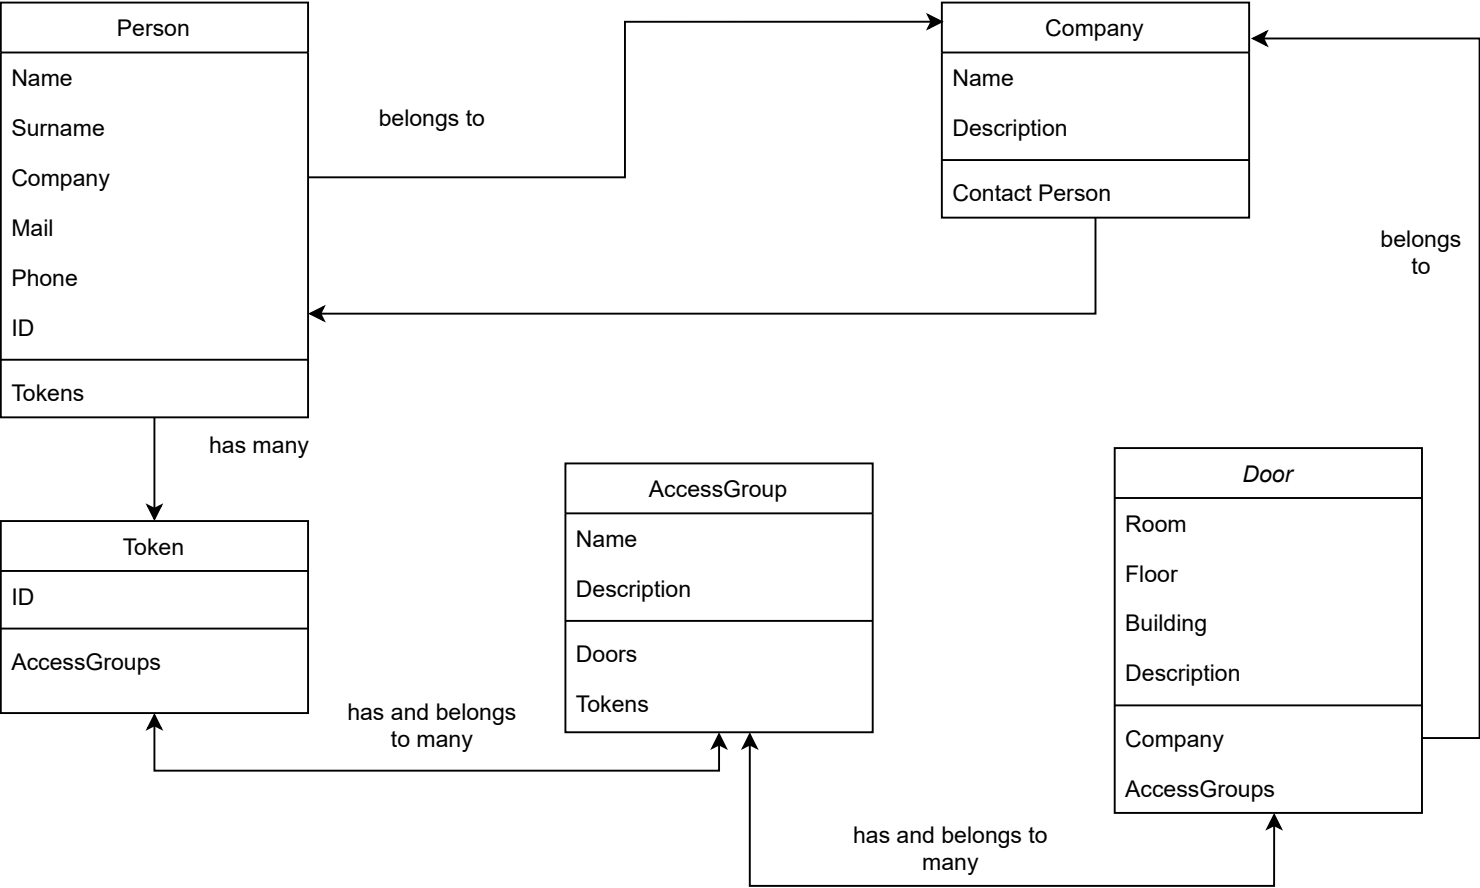 Person
Name
Surname
Company
Mail
Phone
ID
Tokens
belongs to
Company
Name
Description
Contact Person
belongs
to
has many
Token
ID
AccessGroups
has and belongs
to many
AccessGroup
Name
Description
Doors
Tokens
has and belongs to
many
Door
Room
Floor
Building
Description
Company
AccessGroups